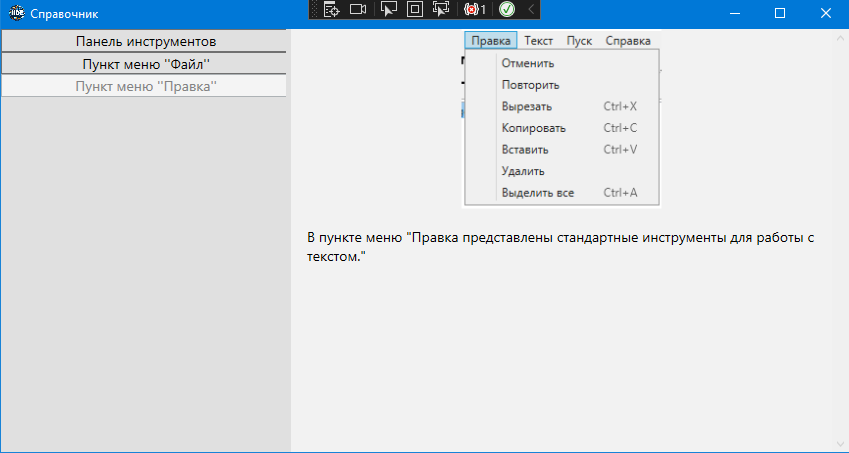 Справочник
1
Панель инструментов
Пункт меню "Файл"
Пункт меню "Правка"
Правка Текст Пуск Справка
Отменить
Повторить
Вырезать Ctrl+X
Копировать Ctrl+C
Вставить Ctrl+V
Удалить
Выделить все Ctrl+A
В пункте меню "Правка представлены стандартные инструменты для работы с
текстом."